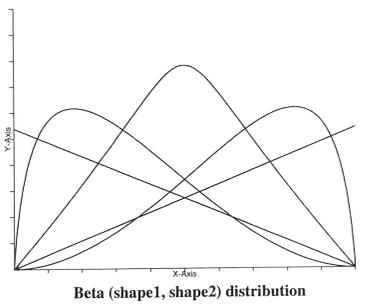 Y-Axis
X-Axis
Beta (shape1, shape2) distribution